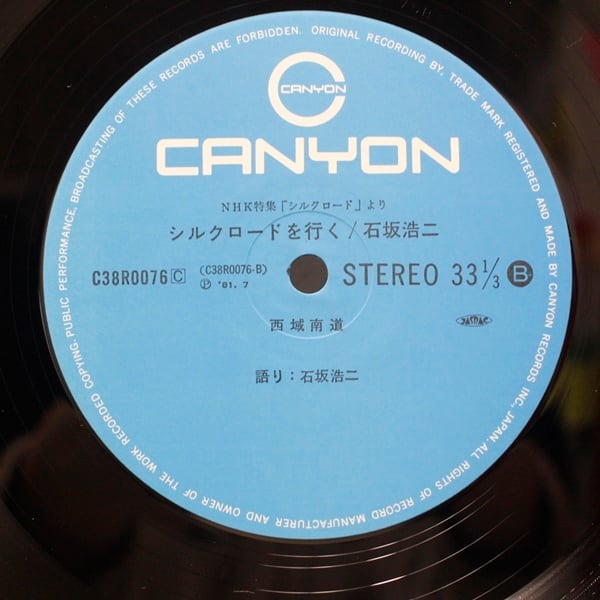 CANYON
CANYON
NHK特集「シルクロード」より
シルクロードを行く/石坂浩二
C38R0076 C (C38R0076-B) STEREO 33 1/3 B
Ⓟ '81. 7
JASRAC
西域南道
語り:石坂浩二
ORIGINAL RECORDING BY, TRADE MARK REGISTERED AND MADE BY CANYON RECORDS INC., JAPAN. ALL RIGHTS OF RECORD MANUFACTURER AND OWNER OF THE WORK RECORDED COPYING. PUBLIC PERFORMANCE, BROADCASTING OF THESE RECORDS ARE FORBIDDEN.